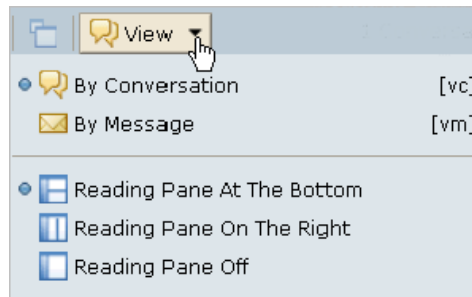 View
By Conversation [vc]
By Message [vm]
Reading Pane At The Bottom
Reading Pane On The Right
Reading Pane Off